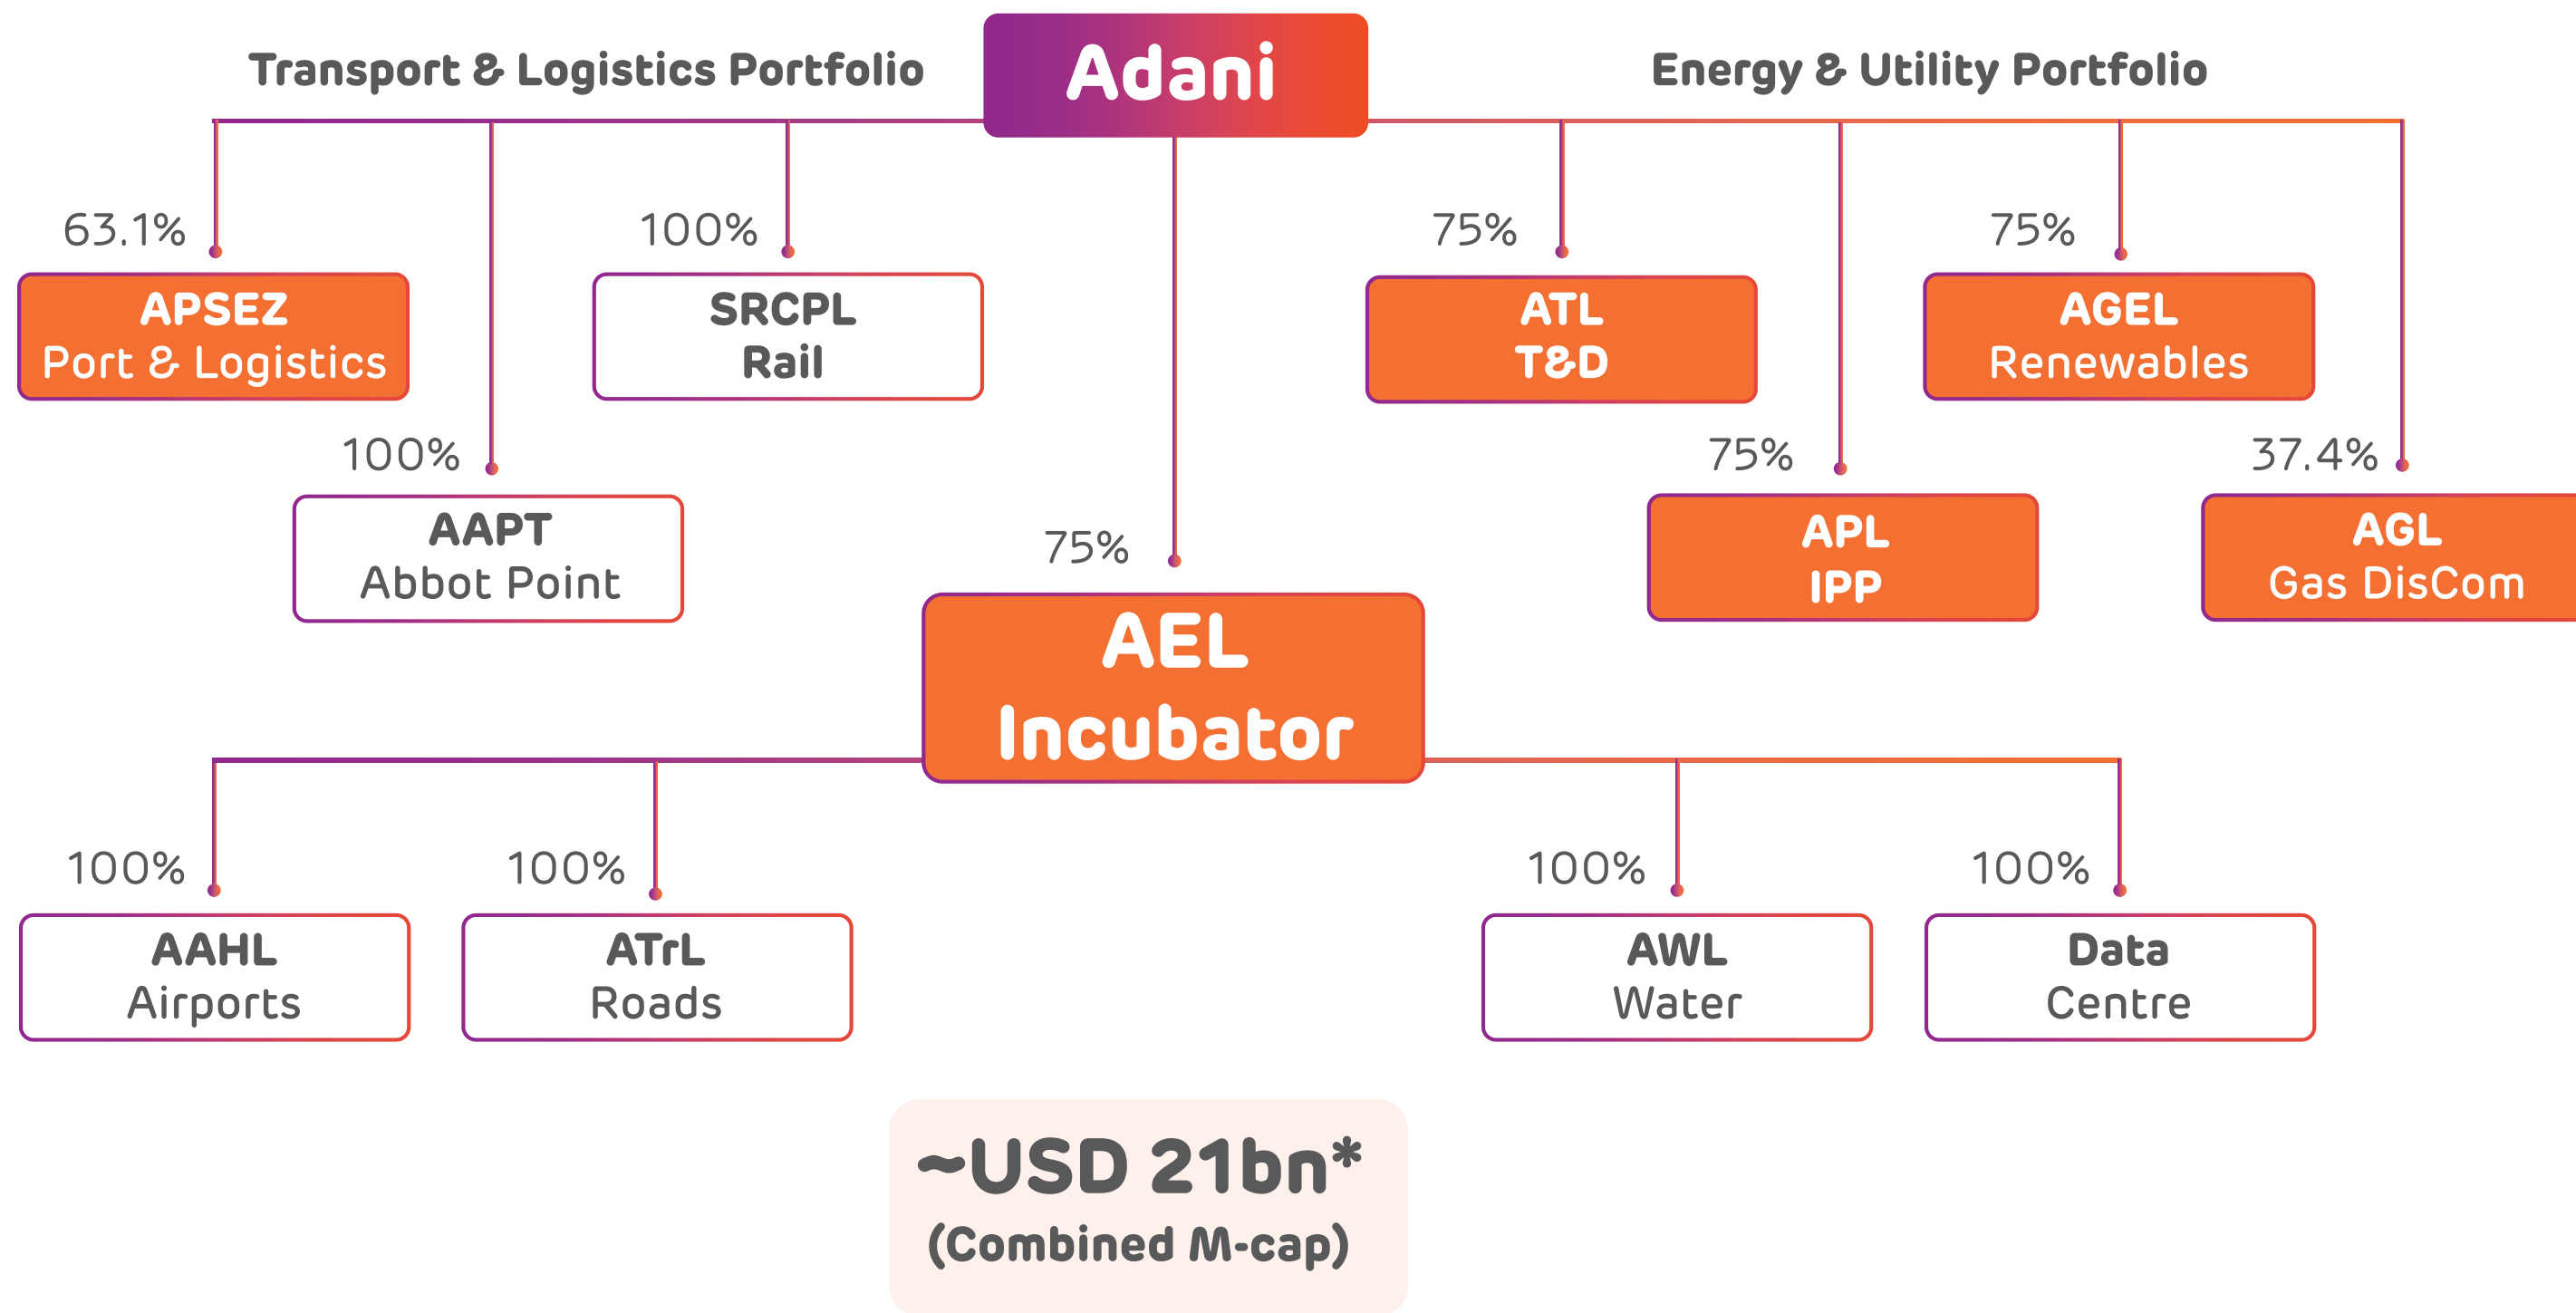 Adani
Transport & Logistics Portfolio
Energy & Utility Portfolio
63.1%
APSEZ
Port & Logistics
100%
AAPT
Abbot Point
100%
SRCPL
Rail
75%
ATL
T&D
75%
APL
IPP
75%
AGEL
Renewables
37.4%
AGL
Gas DisCom
75%
AEL
Incubator
100%
AAHL
Airports
100%
ATrL
Roads
100%
AWL
Water
100%
Data
Centre
~USD 21bn*
(Combined M-cap)